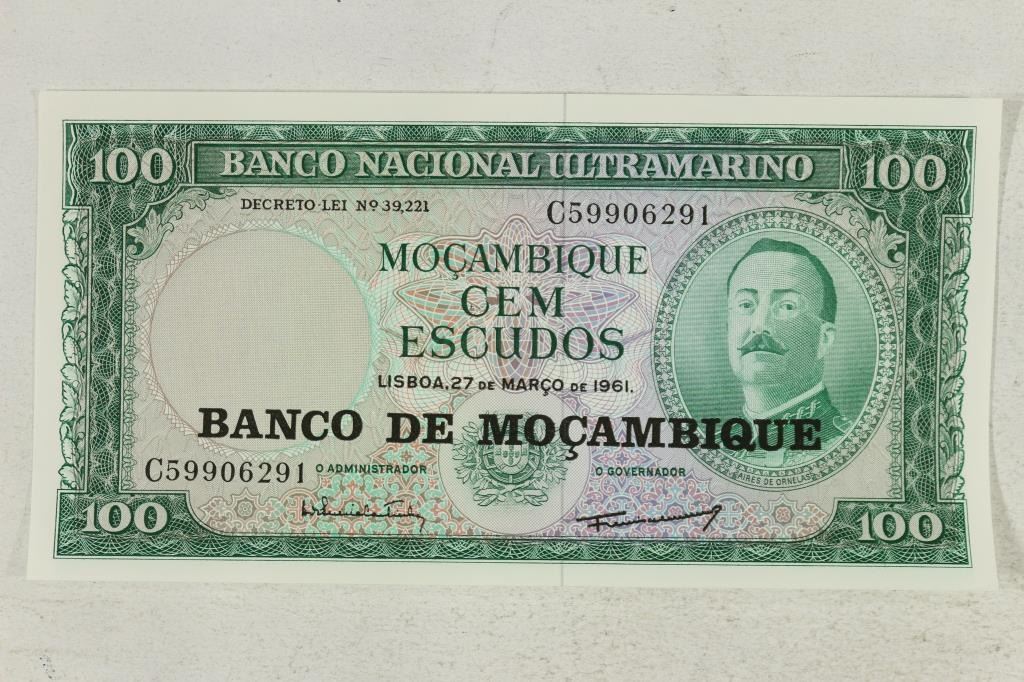 100 BANCO NACIONAL ULTRAMARINO 100
DECRETO-LEI Nº 39,221
C59906291
MOÇAMBIQUE
CEM
ESCUDOS
LISBOA, 27 DE MARÇO DE 1961.
BANCO DE MOÇAMBIQUE
C59906291
O ADMINISTRADOR
O GOVERNADOR
AIRES DE ORNELAS
100
100